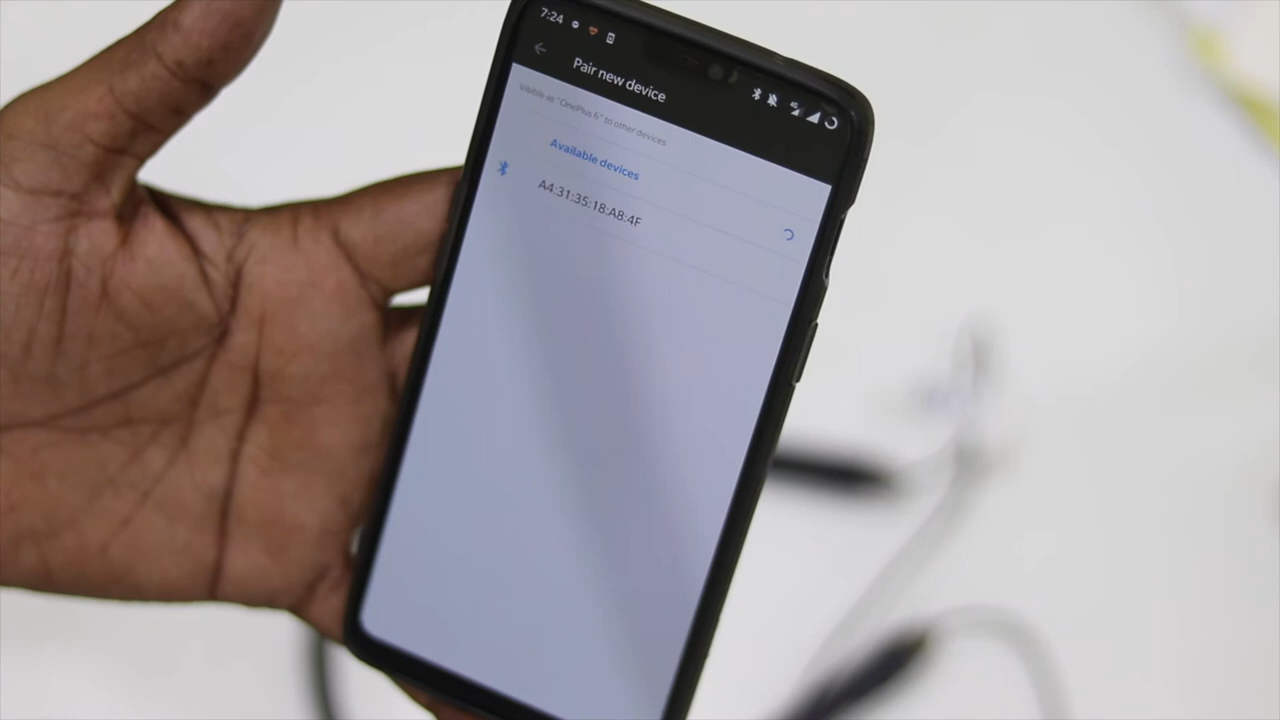 7:24
Pair new device
4G
Visible as "OnePlus 6" to other devices
Available devices
A4:31:35:18:A8:4F